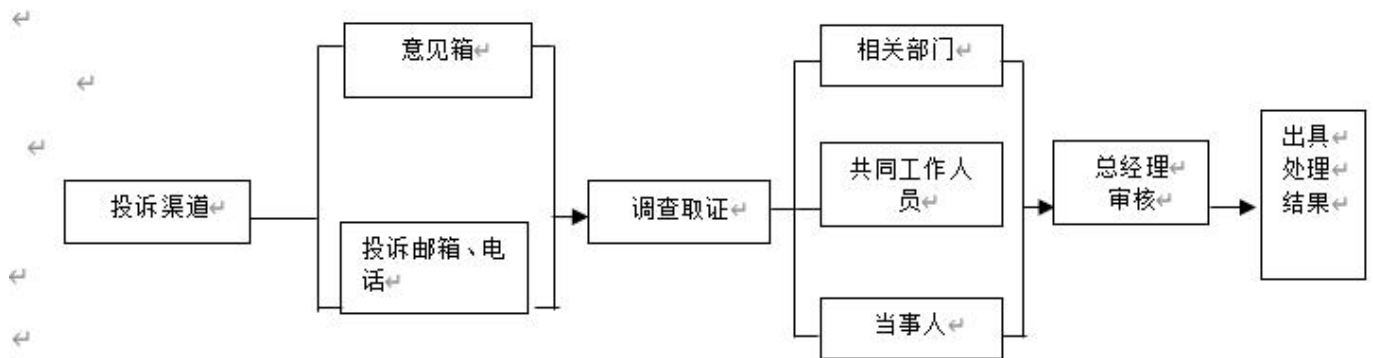 意见箱
相关部门
投诉渠道
投诉邮箱、电
话
调查取证
共同工作人
员
当事人
总经理
审核
出具
处理
结果